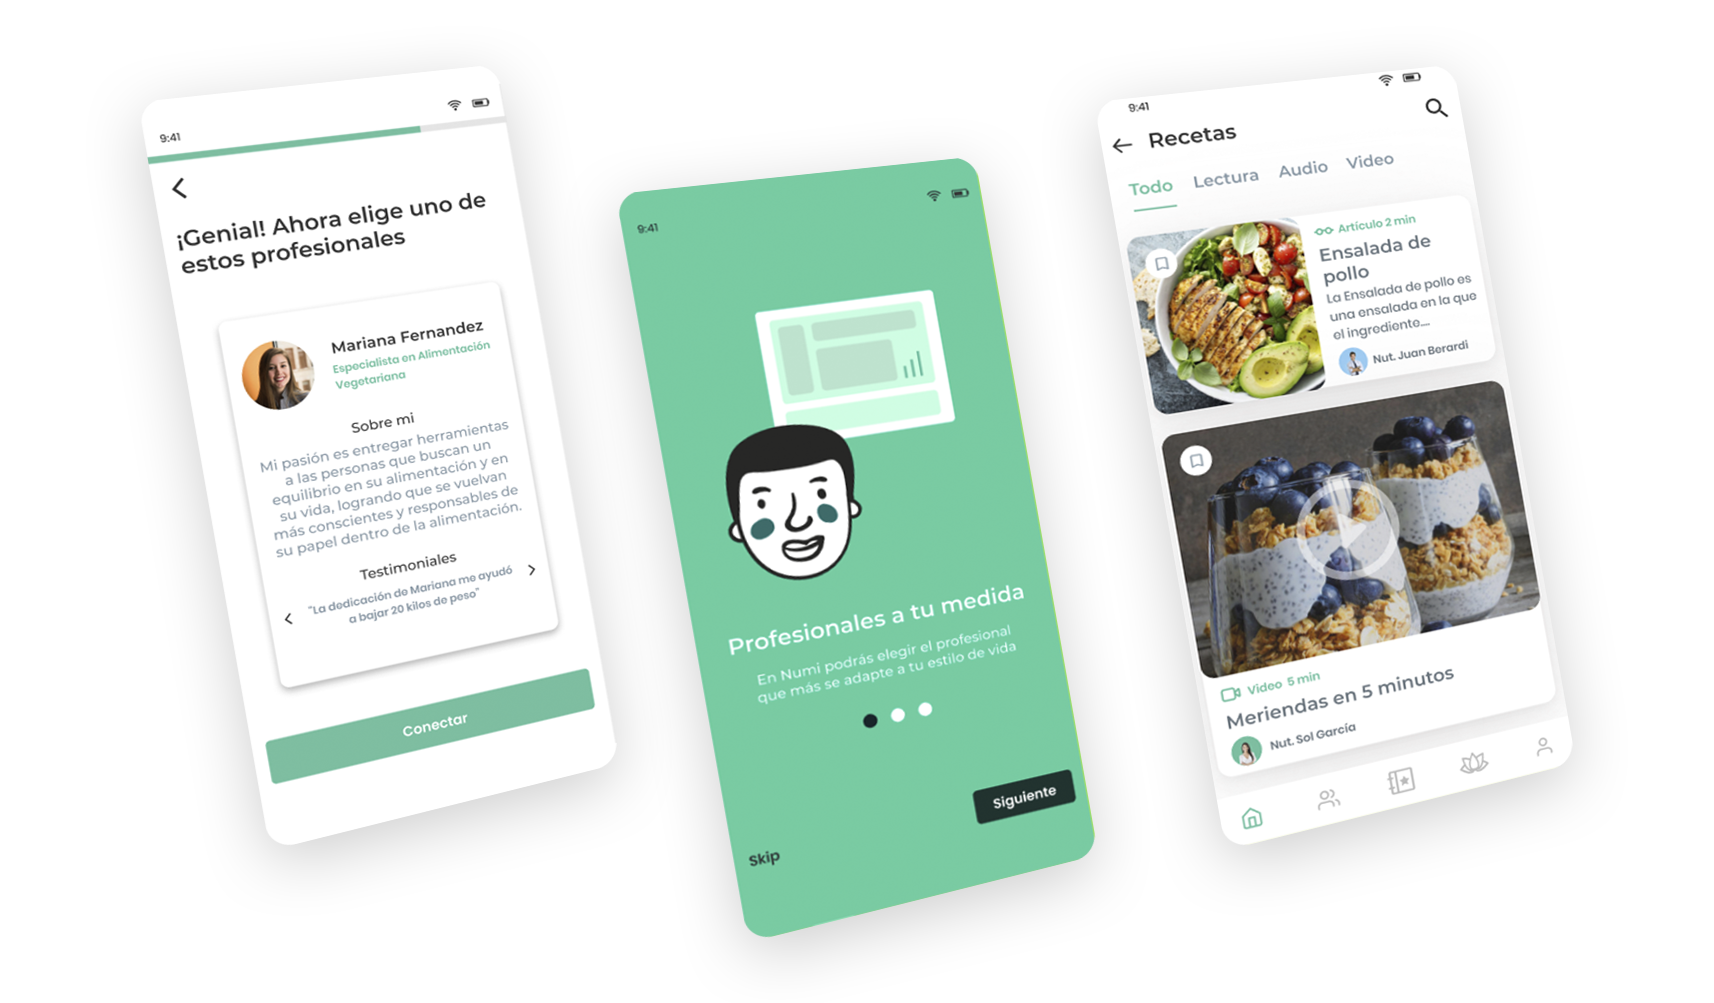 9:41
¡Genial! Ahora elige uno de
estos profesionales
Mariana Fernandez
Especialista en Alimentación
Vegetariana
Sobre mi
Mi pasión es entregar herramientas
a las personas que buscan un
equilibrio en su alimentación y en
su vida, logrando que se vuelvan
más conscientes y responsables de
su papel dentro de la alimentación.
Testimoniales
"La dedicación de Mariana me ayudó
a bajar 20 kilos de peso"
Conectar
9:41
Profesionales a tu medida
En Numi podrás elegir el profesional
que más se adapte a tu estilo de vida
Siguiente
Skip
9:41
Recetas
Todo Lectura Audio Video
Artículo 2 min
Ensalada de
pollo
La Ensalada de pollo es
una ensalada en la que
el ingrediente....
Nut. Juan Berardi
Video 5 min
Meriendas en 5 minutos
Nut. Sol García